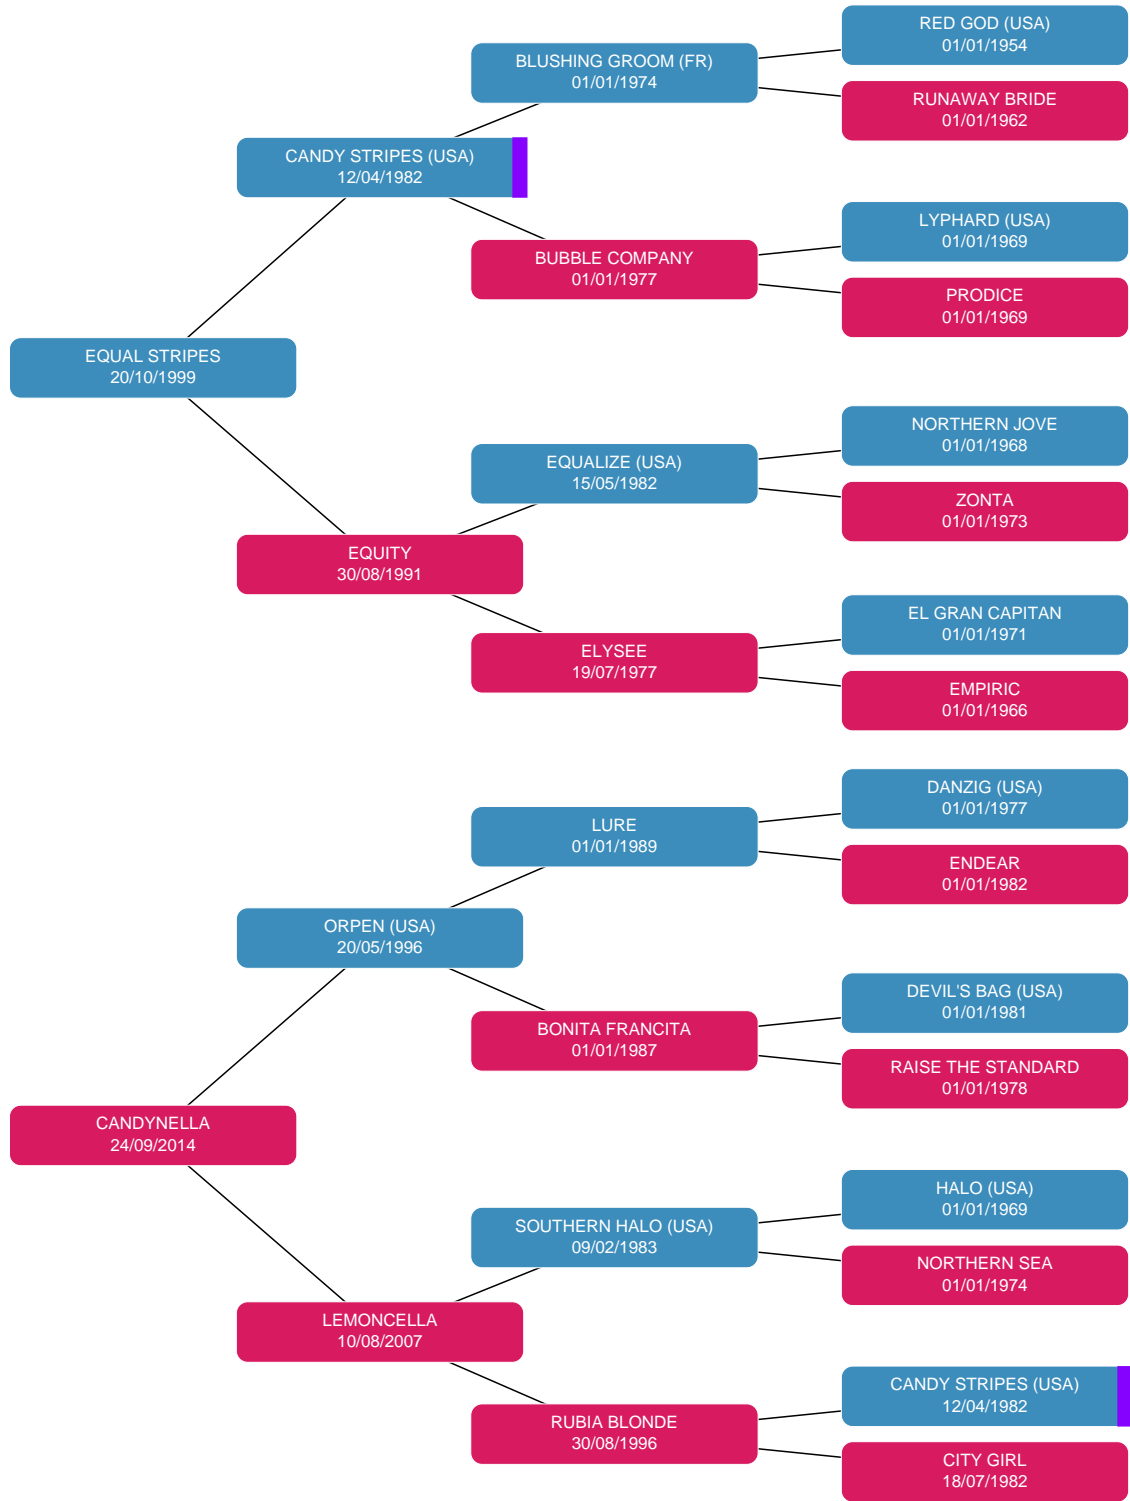 RED GOD (USA)
01/01/1954
BLUSHING GROOM (FR)
01/01/1974
RUNAWAY BRIDE
01/01/1962
CANDY STRIPES (USA)
12/04/1982
LYPHARD (USA)
01/01/1969
BUBBLE COMPANY
01/01/1977
PRODICE
01/01/1969
EQUAL STRIPES
20/10/1999
NORTHERN JOVE
01/01/1968
EQUALIZE (USA)
15/05/1982
ZONTA
01/01/1973
EQUITY
30/08/1991
EL GRAN CAPITAN
01/01/1971
ELYSEE
19/07/1977
EMPIRIC
01/01/1966
DANZIG (USA)
01/01/1977
LURE
01/01/1989
ENDEAR
01/01/1982
ORPEN (USA)
20/05/1996
DEVIL'S BAG (USA)
01/01/1981
BONITA FRANCITA
01/01/1987
RAISE THE STANDARD
01/01/1978
CANDYNELLA
24/09/2014
HALO (USA)
01/01/1969
SOUTHERN HALO (USA)
09/02/1983
NORTHERN SEA
01/01/1974
LEMONCELLA
10/08/2007
CANDY STRIPES (USA)
12/04/1982
RUBIA BLONDE
30/08/1996
CITY GIRL
18/07/1982